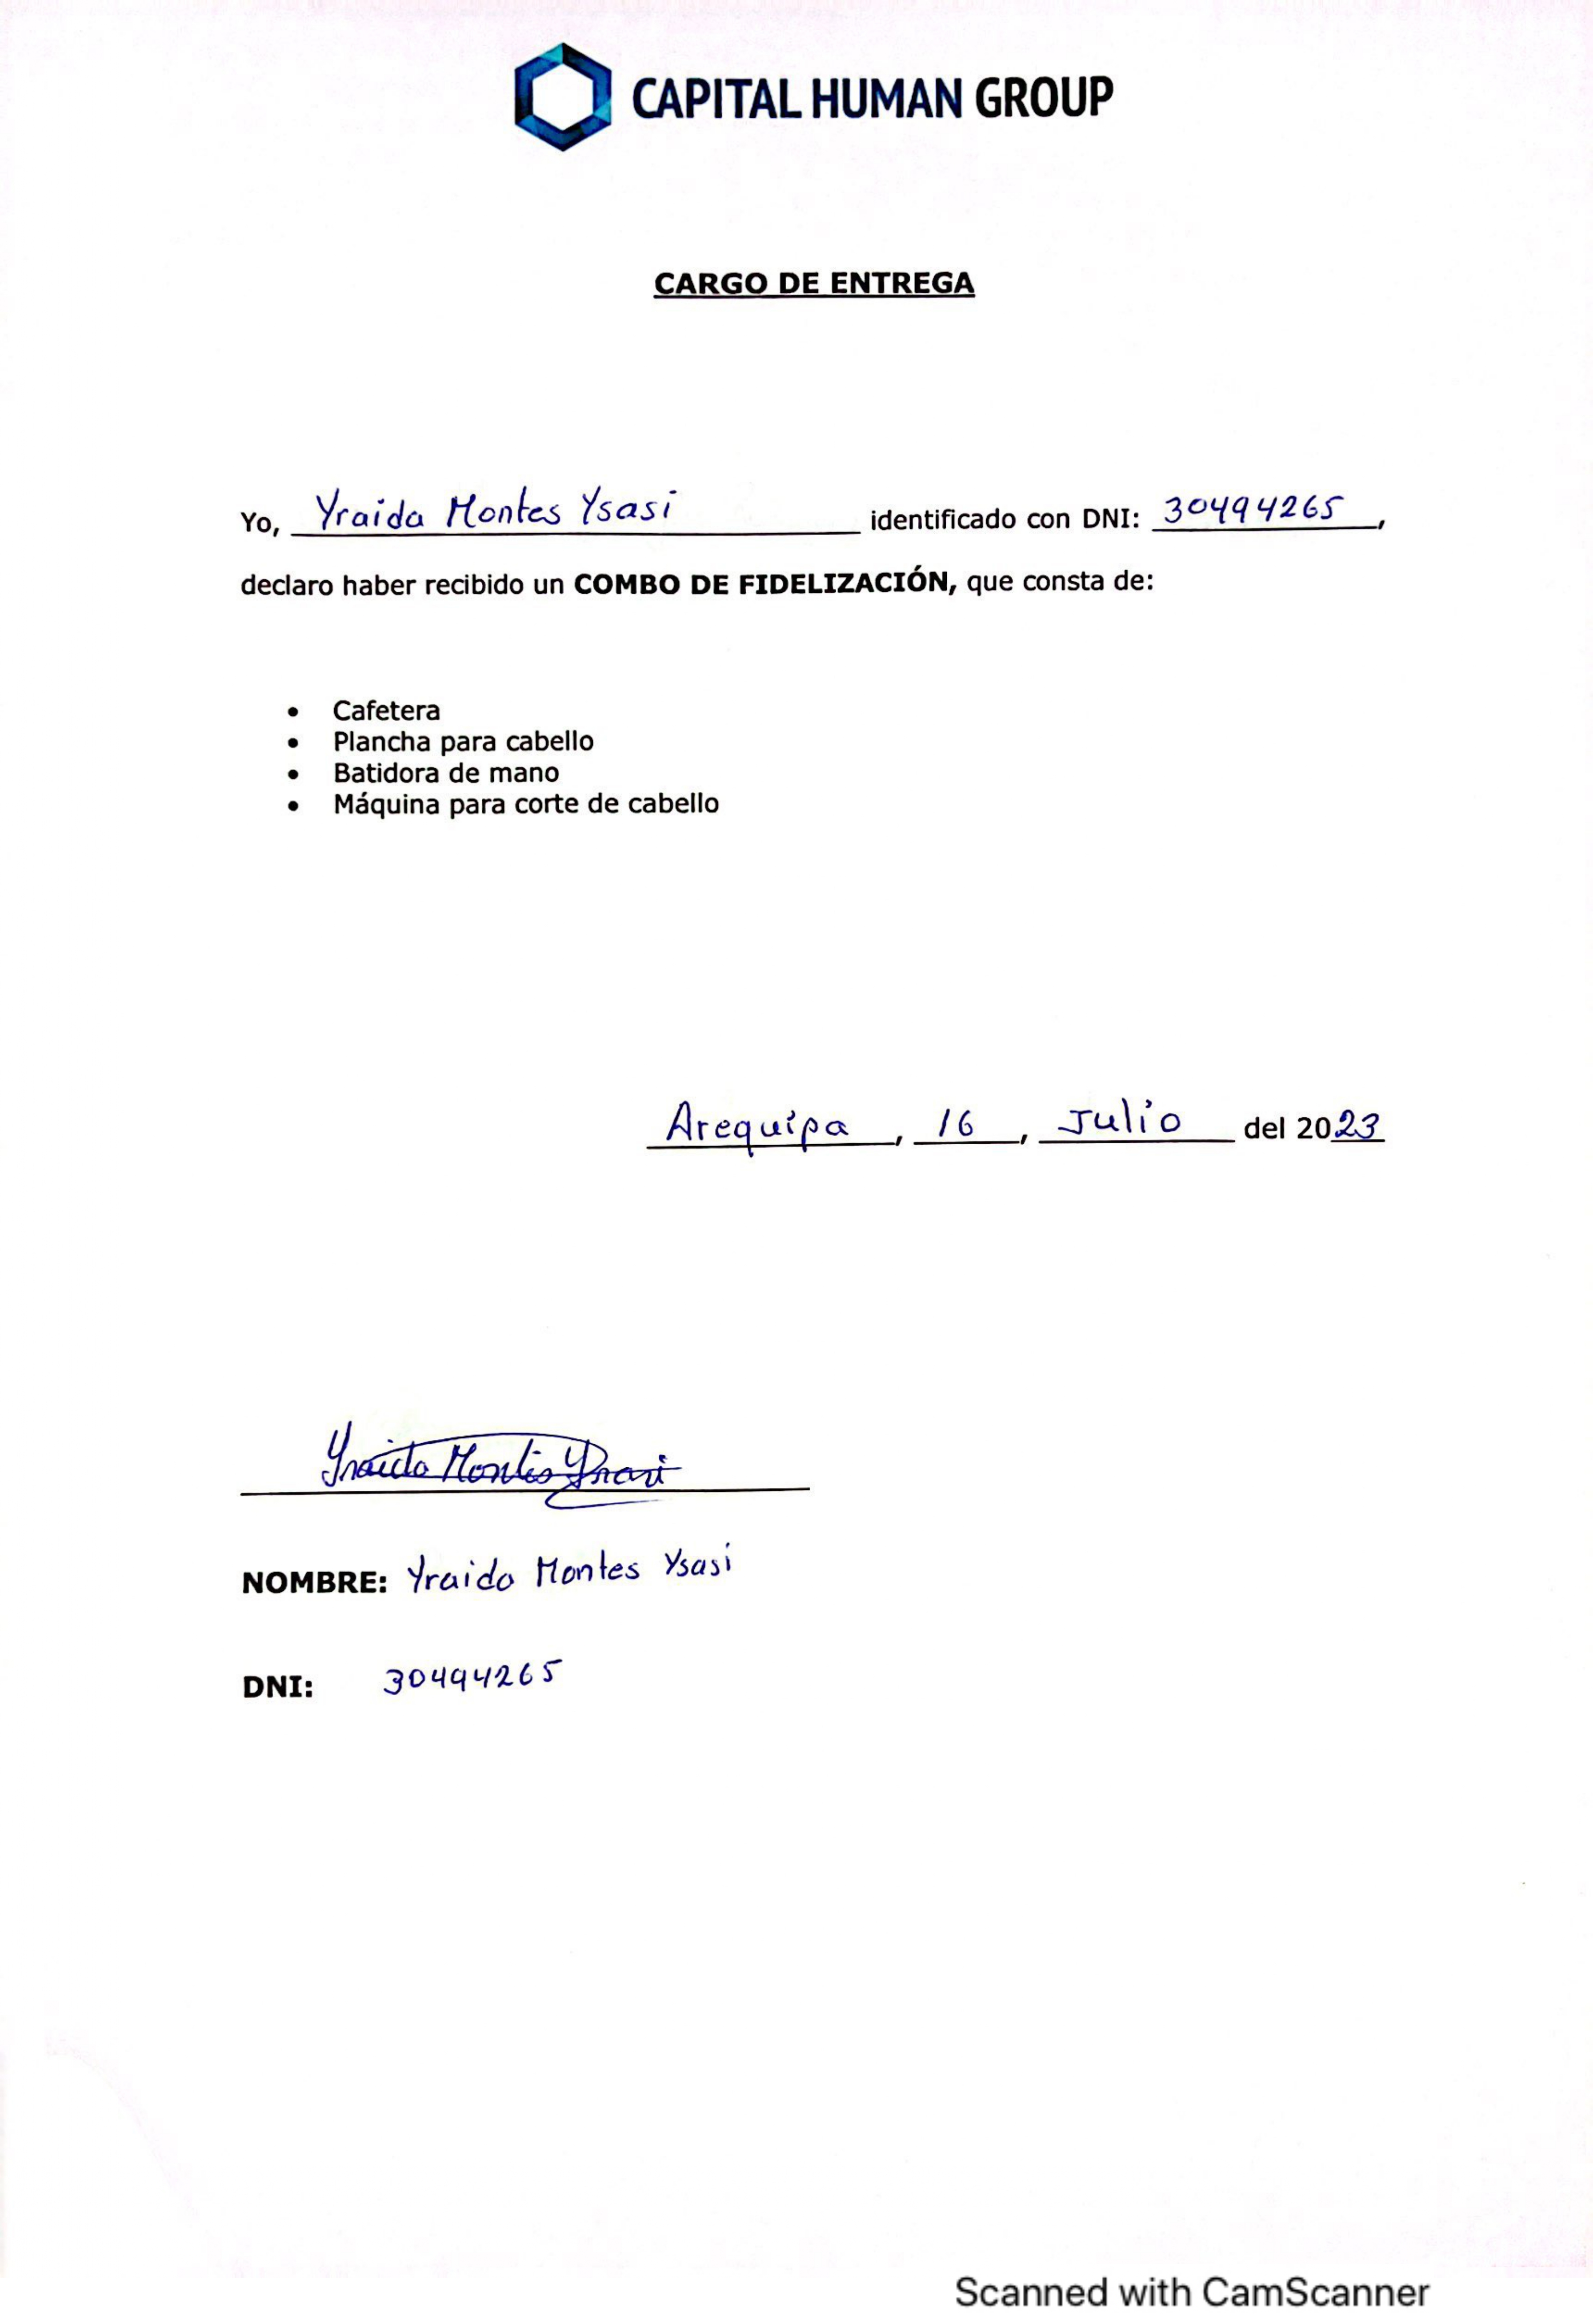 CAPITAL HUMAN GROUP
CARGO DE ENTREGA
Yo, Yraida Montes Ysasi identificado con DNI: 30494265,
declaro haber recibido un COMBO DE FIDELIZACIÓN, que consta de:
• Cafetera
• Plancha para cabello
• Batidora de mano
• Máquina para corte de cabello
Arequipa, 16, Julio del 2023
Yraida Montes Ysasi
NOMBRE: Yraida Montes Ysasi
DNI: 30494265
Scanned with CamScanner